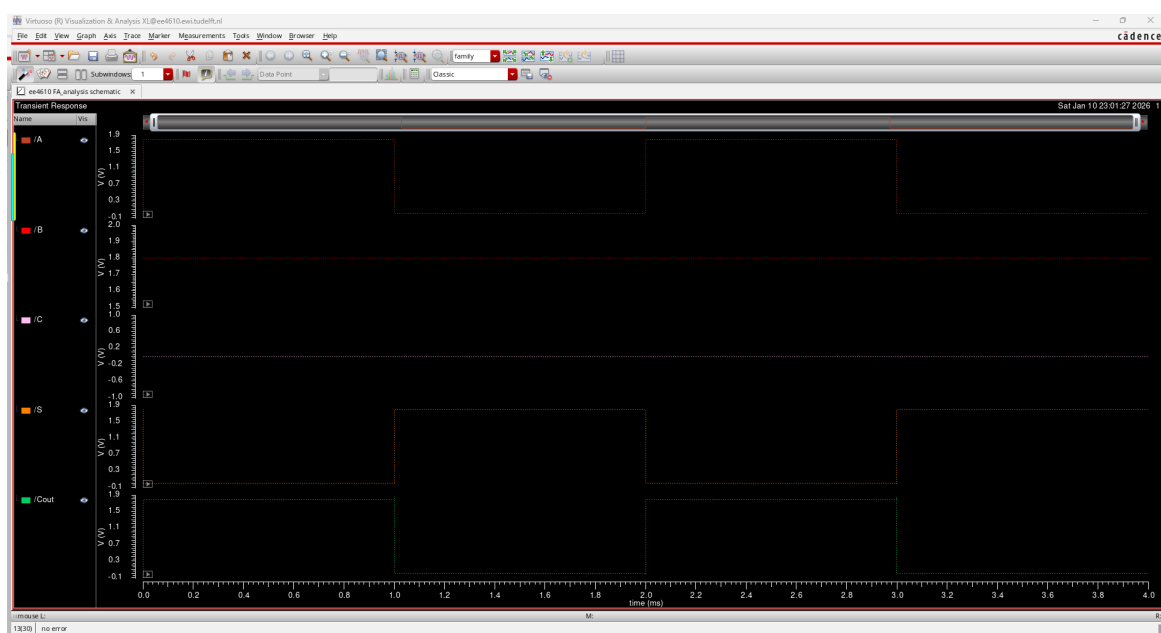 Virtuoso (R) Visualization & Analysis XL@ee4610.ewi.tudelft.nl
File Edit View Graph Axis Trace Marker Measurements Tools Window Browser Help
cādence
family
Subwindows: 1
Data Point
Classic
ee4610 FA_analysis schematic
Transient Response
Sat Jan 10 23:01:27 2026 1
Name Vis
/A
V (V)
1.9
1.5
1.1
0.7
0.3
-0.1
/B
V (V)
2.0
1.9
1.8
1.7
1.6
1.5
/C
V (V)
1.0
0.6
0.2
-0.2
-0.6
-1.0
/S
V (V)
1.9
1.5
1.1
0.7
0.3
-0.1
/Cout
V (V)
1.9
1.5
1.1
0.7
0.3
-0.1
0.0 0.2 0.4 0.6 0.8 1.0 1.2 1.4 1.6 1.8 2.0 2.2 2.4 2.6 2.8 3.0 3.2 3.4 3.6 3.8 4.0
time (ms)
mouse L: M: R:
13(30) no error